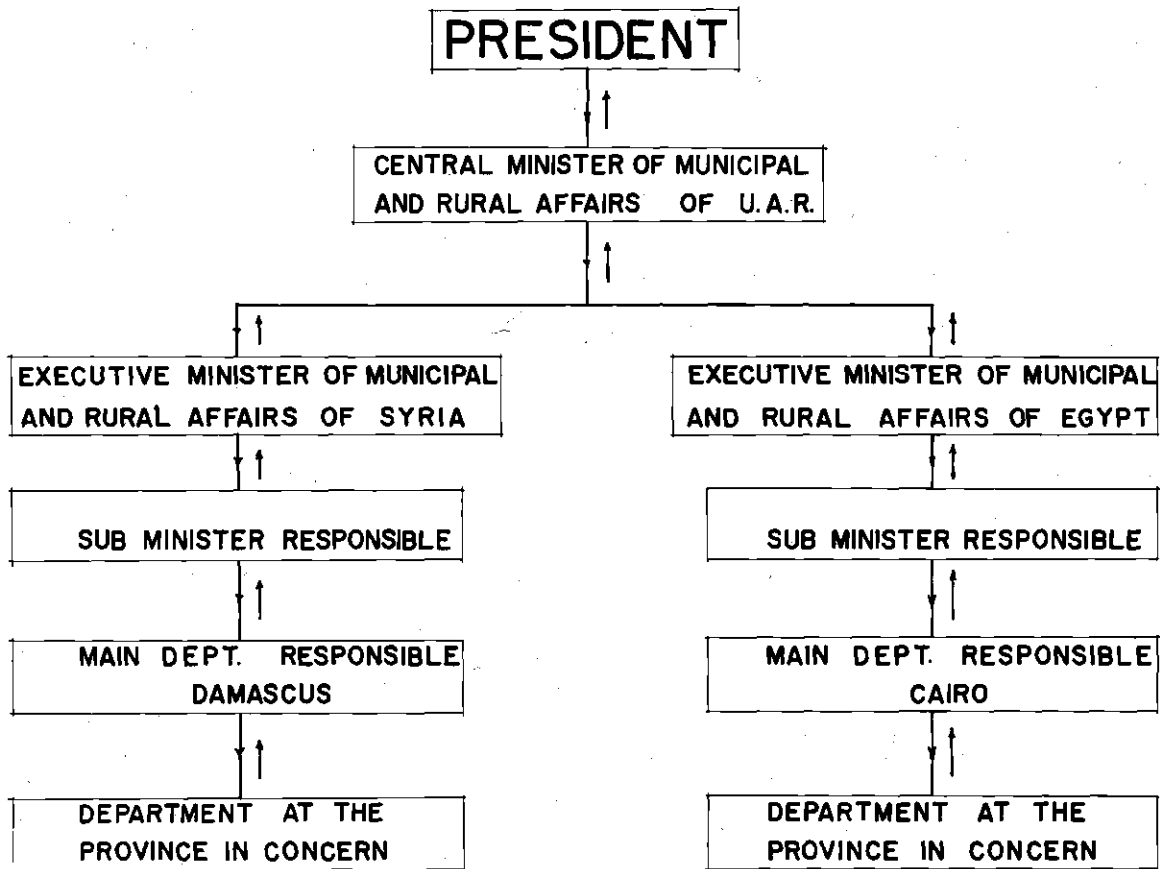 PRESIDENT
CENTRAL MINISTER OF MUNICIPAL
AND RURAL AFFAIRS OF U.A.R.
EXECUTIVE MINISTER OF MUNICIPAL
AND RURAL AFFAIRS OF SYRIA
SUB MINISTER RESPONSIBLE
MAIN DEPT. RESPONSIBLE
DAMASCUS
DEPARTMENT AT THE
PROVINCE IN CONCERN
EXECUTIVE MINISTER OF MUNICIPAL
AND RURAL AFFAIRS OF EGYPT
SUB MINISTER RESPONSIBLE
MAIN DEPT. RESPONSIBLE
CAIRO
DEPARTMENT AT THE
PROVINCE IN CONCERN